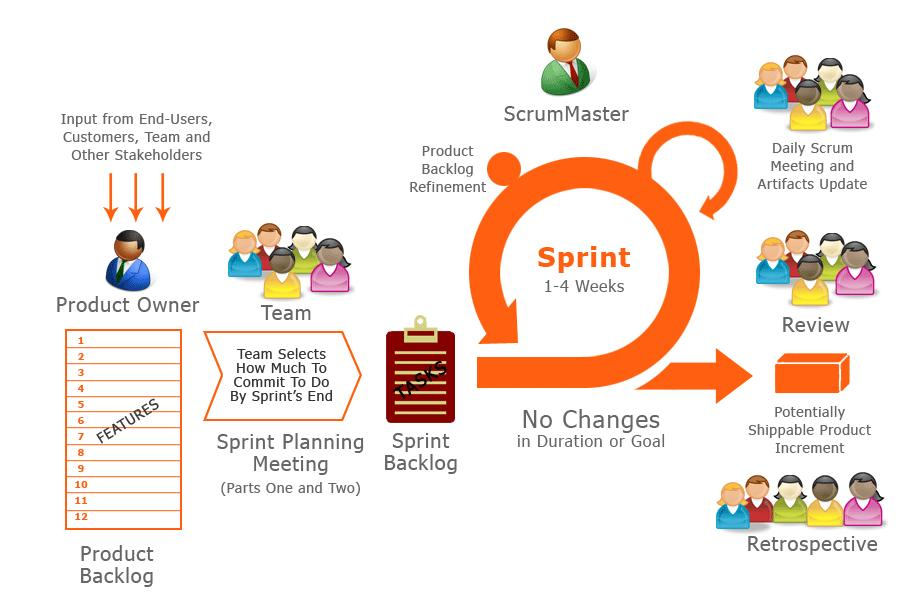 Input from End-Users,
Customers, Team and
Other Stakeholders
Product Owner
1
2
3
4
5
6
7
8
9
10
11
12
FEATURES
Product
Backlog
Team
Team Selects
How Much To
Commit To Do
By Sprint's End
Sprint Planning
Meeting
(Parts One and Two)
TASKS
Sprint
Backlog
ScrumMaster
Product
Backlog
Refinement
Sprint
1-4 Weeks
No Changes
in Duration or Goal
Daily Scrum
Meeting and
Artifacts Update
Review
Potentially
Shippable Product
Increment
Retrospective